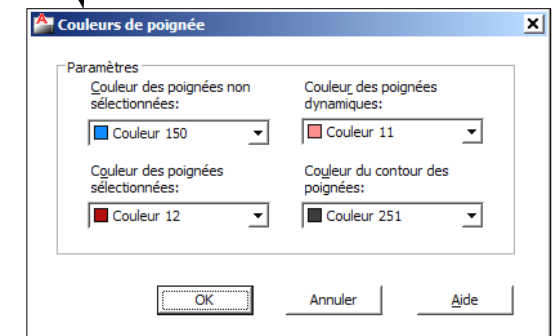 Couleurs de poignée
Paramètres
Couleur des poignées non
sélectionnées:
Couleur 150
Couleur des poignées
dynamiques:
Couleur 11
Couleur des poignées
sélectionnées:
Couleur 12
Couleur du contour des
poignées:
Couleur 251
OK
Annuler
Aide